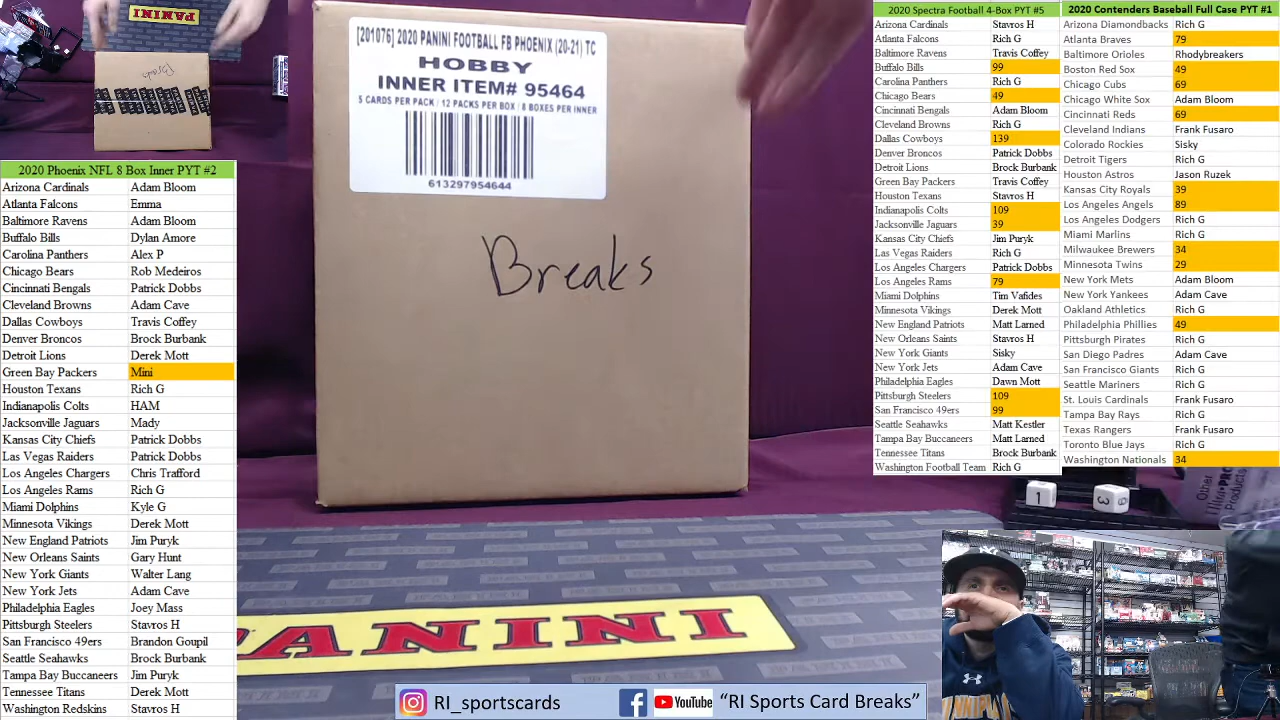 PANINI
Breaks
[201076] 2020 PANINI FOOTBALL FB PHOENIX (20-21) TC
HOBBY
INNER ITEM# 95464
5 CARDS PER PACK / 12 PACKS PER BOX / 8 BOXES PER INNER
613297954644
Breaks
PANINI
2020 Phoenix NFL 8 Box Inner PYT #2
Arizona Cardinals Adam Bloom
Atlanta Falcons Emma
Baltimore Ravens Adam Bloom
Buffalo Bills Dylan Amore
Carolina Panthers Alex P
Chicago Bears Rob Medeiros
Cincinnati Bengals Patrick Dobbs
Cleveland Browns Adam Cave
Dallas Cowboys Travis Coffey
Denver Broncos Brock Burbank
Detroit Lions Derek Mott
Green Bay Packers Mini
Houston Texans Rich G
Indianapolis Colts HAM
Jacksonville Jaguars Mady
Kansas City Chiefs Patrick Dobbs
Las Vegas Raiders Patrick Dobbs
Los Angeles Chargers Chris Trafford
Los Angeles Rams Rich G
Miami Dolphins Kyle G
Minnesota Vikings Derek Mott
New England Patriots Jim Puryk
New Orleans Saints Gary Hunt
New York Giants Walter Lang
New York Jets Adam Cave
Philadelphia Eagles Joey Mass
Pittsburgh Steelers Stavros H
San Francisco 49ers Brandon Goupil
Seattle Seahawks Brock Burbank
Tampa Bay Buccaneers Jim Puryk
Tennessee Titans Derek Mott
Washington Redskins Stavros H
2020 Spectra Football 4-Box PYT #5
Arizona Cardinals Stavros H
Atlanta Falcons Rich G
Baltimore Ravens Travis Coffey
Buffalo Bills 99
Carolina Panthers Rich G
Chicago Bears 49
Cincinnati Bengals Adam Bloom
Cleveland Browns Rich G
Dallas Cowboys 139
Denver Broncos Patrick Dobbs
Detroit Lions Brock Burbank
Green Bay Packers Travis Coffey
Houston Texans Stavros H
Indianapolis Colts 109
Jacksonville Jaguars 39
Kansas City Chiefs Jim Puryk
Las Vegas Raiders Rich G
Los Angeles Chargers Patrick Dobbs
Los Angeles Rams 79
Miami Dolphins Tim Vafides
Minnesota Vikings Derek Mott
New England Patriots Matt Larned
New Orleans Saints Stavros H
New York Giants Sisky
New York Jets Adam Cave
Philadelphia Eagles Dawn Mott
Pittsburgh Steelers 109
San Francisco 49ers 99
Seattle Seahawks Matt Kestler
Tampa Bay Buccaneers Matt Larned
Tennessee Titans Brock Burbank
Washington Football Team Rich G
2020 Contenders Baseball Full Case PYT #1
Arizona Diamondbacks Rich G
Atlanta Braves 79
Baltimore Orioles Rhodybreakers
Boston Red Sox 49
Chicago Cubs 69
Chicago White Sox Adam Bloom
Cincinnati Reds 69
Cleveland Indians Frank Fusaro
Colorado Rockies Sisky
Detroit Tigers Rich G
Houston Astros Jason Ruzek
Kansas City Royals 39
Los Angeles Angels 89
Los Angeles Dodgers Rich G
Miami Marlins Rich G
Milwaukee Brewers 34
Minnesota Twins 29
New York Mets Adam Bloom
New York Yankees Adam Cave
Oakland Athletics Rich G
Philadelphia Phillies 49
Pittsburgh Pirates Rich G
San Diego Padres Adam Cave
San Francisco Giants Rich G
Seattle Mariners Rich G
St. Louis Cardinals Frank Fusaro
Tampa Bay Rays Rich G
Texas Rangers Frank Fusaro
Toronto Blue Jays Rich G
Washington Nationals 34
1 3
RI_sportscards
YouTube
"RI Sports Card Breaks"